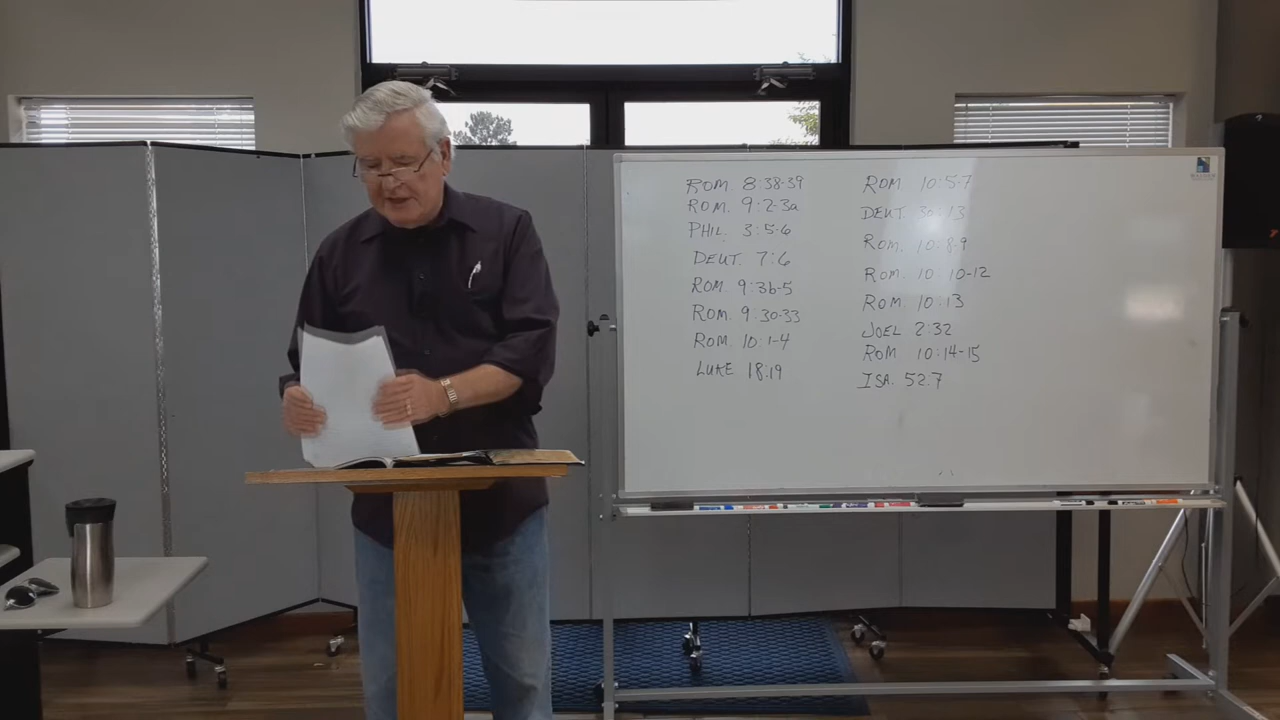 ROM. 8:38-39
ROM. 9:2-3a
PHIL. 3:5-6
DEUT. 7:6
ROM. 9:3b-5
ROM. 9:30-33
ROM. 10:1-4
LUKE 18:19
ROM 10:5-7
DEUT. 30:13
ROM. 10:8-9
ROM. 10:10-12
ROM. 10:13
JOEL 2:32
ROM 10:14-15
ISA. 52:7